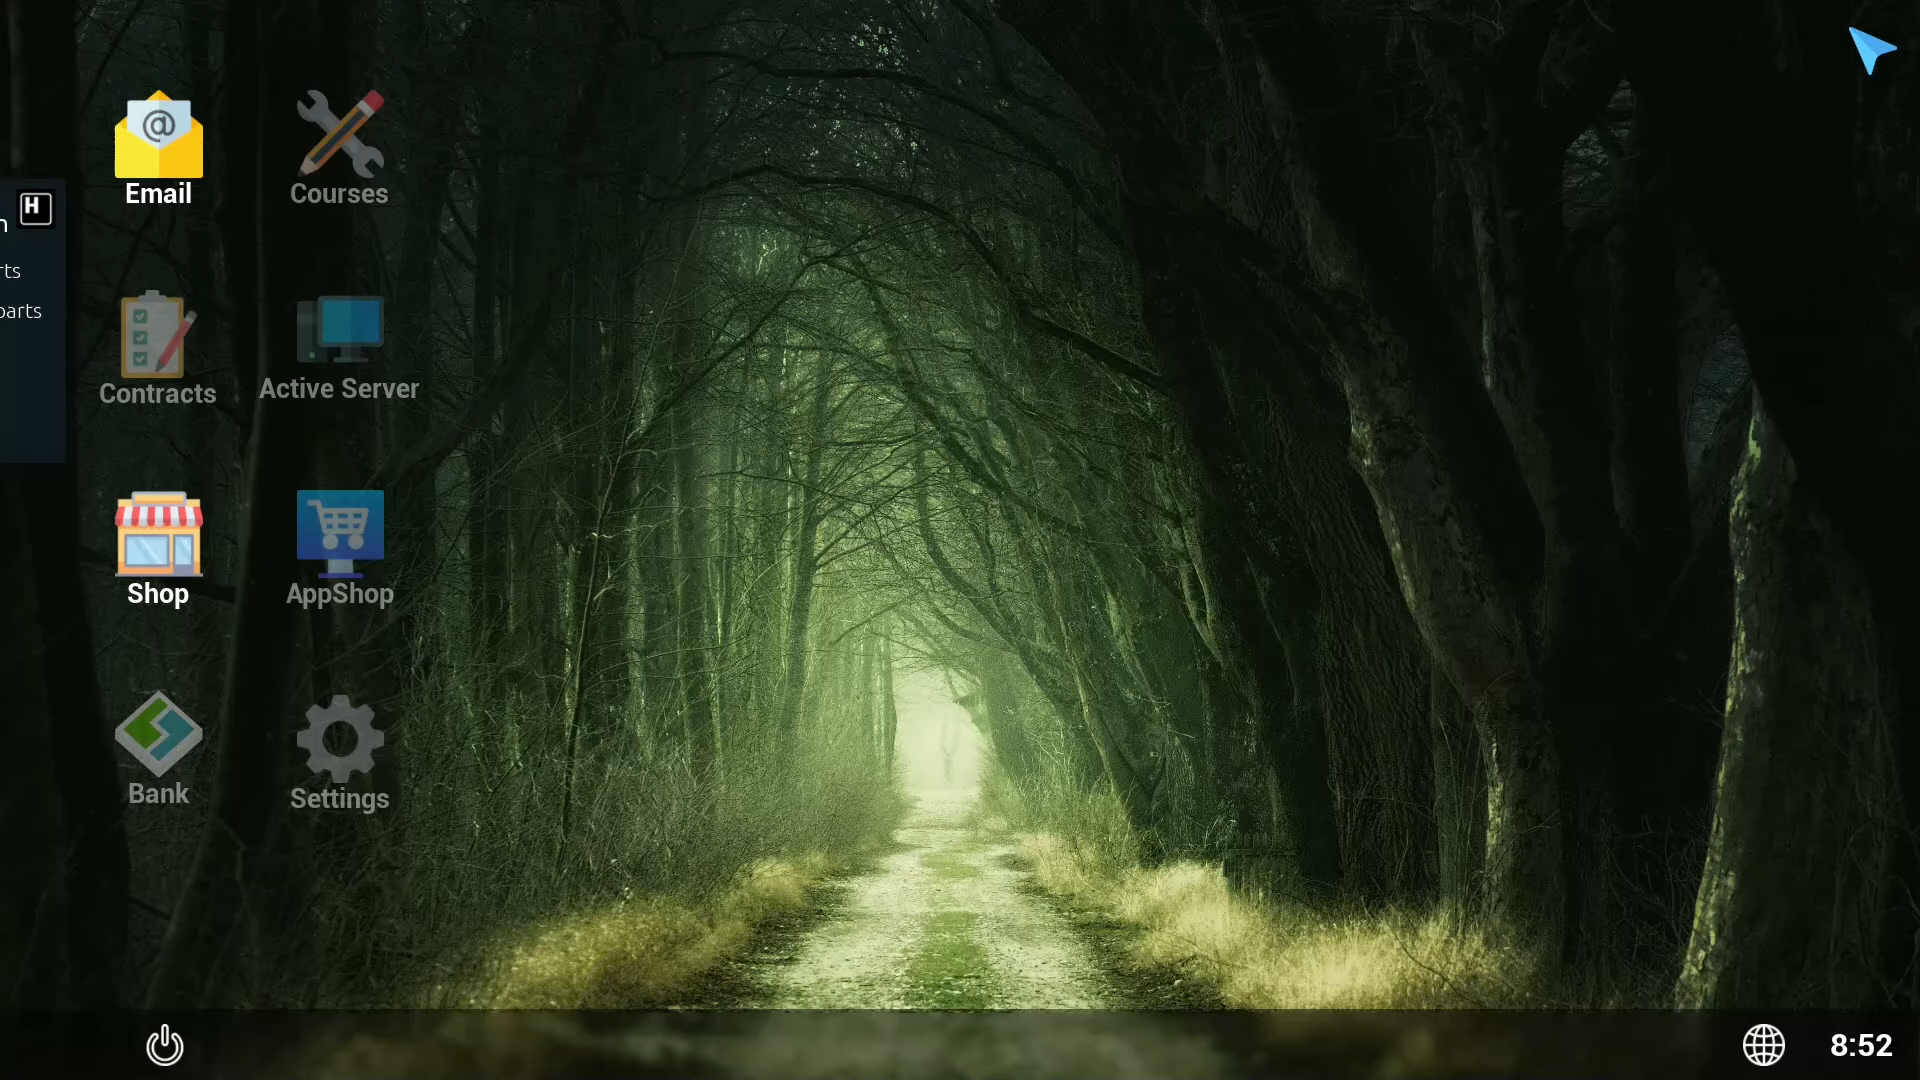 Email
Courses
H
n
rts
parts
Contracts
Active Server
Shop
AppShop
Bank
Settings
8:52